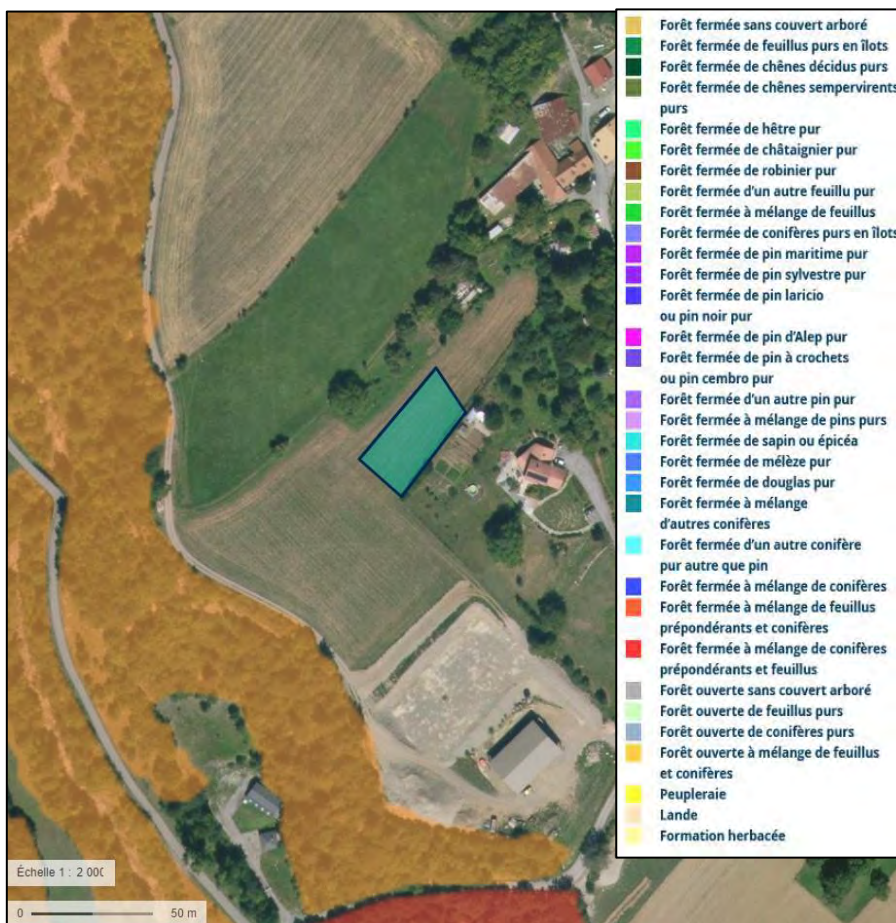 Forêt fermée sans couvert arboré
Forêt fermée de feuillus purs en îlots
Forêt fermée de chênes décidus purs
Forêt fermée de chênes sempervirents
purs
Forêt fermée de hêtre pur
Forêt fermée de châtaignier pur
Forêt fermée de robinier pur
Forêt fermée d'un autre feuillu pur
Forêt fermée à mélange de feuillus
Forêt fermée de conifères purs en îlots
Forêt fermée de pin maritime pur
Forêt fermée de pin sylvestre pur
Forêt fermée de pin laricio
ou pin noir pur
Forêt fermée de pin d'Alep pur
Forêt fermée de pin à crochets
ou pin cembro pur
Forêt fermée d'un autre pin pur
Forêt fermée à mélange de pins purs
Forêt fermée de sapin ou épicéa
Forêt fermée de mélèze pur
Forêt fermée de douglas pur
Forêt fermée à mélange
d'autres conifères
Forêt fermée d'un autre conifère
pur autre que pin
Forêt fermée à mélange de conifères
Forêt fermée à mélange de feuillus
prépondérants et conifères
Forêt fermée à mélange de conifères
prépondérants et feuillus
Forêt ouverte sans couvert arboré
Forêt ouverte de feuillus purs
Forêt ouverte de conifères purs
Forêt ouverte à mélange de feuillus
et conifères
Peupleraie
Lande
Formation herbacée
Échelle 1 : 2 000
0 50 m